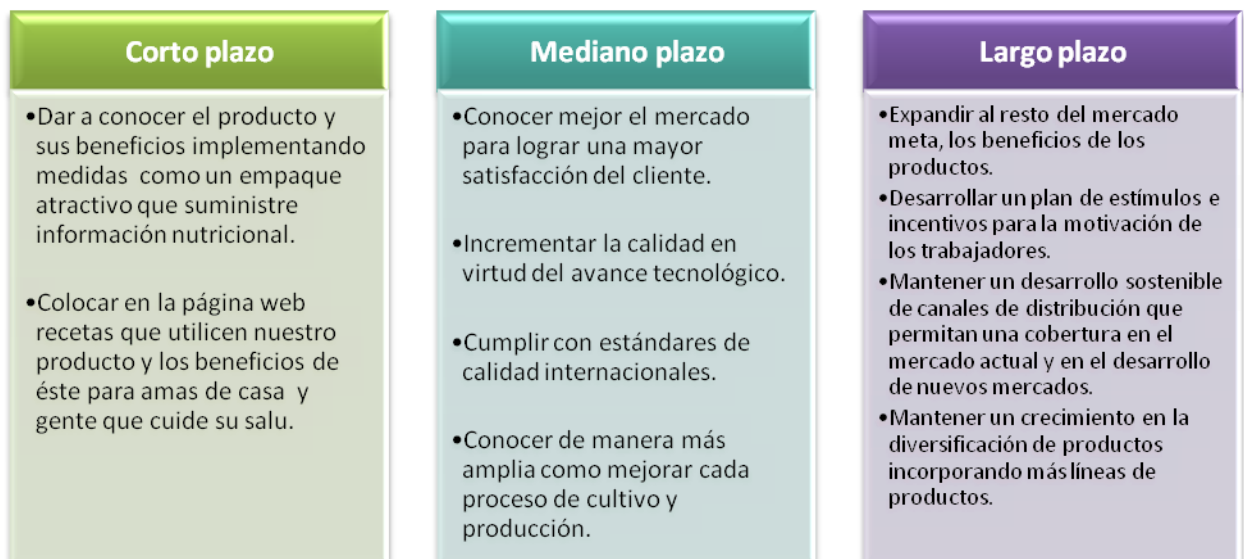 Corto plazo
•Dar a conocer el producto y
sus beneficios implementando
medidas como un empaque
atractivo que suministre
información nutricional.
•Colocar en la página web
recetas que utilicen nuestro
producto y los beneficios de
éste para amas de casa y
gente que cuide su salu.
Mediano plazo
•Conocer mejor el mercado
para lograr una mayor
satisfacción del cliente.
•Incrementar la calidad en
virtud del avance tecnológico.
•Cumplir con estándares de
calidad internacionales.
•Conocer de manera más
amplia como mejorar cada
proceso de cultivo y
producción.
Largo plazo
•Expandir al resto del mercado
meta, los beneficios de los
productos.
•Desarrollar un plan de estímulos e
incentivos para la motivación de
los trabajadores.
•Mantener un desarrollo sostenible
de canales de distribución que
permitan una cobertura en el
mercado actual y en el desarrollo
de nuevos mercados.
•Mantener un crecimiento en la
diversificación de productos
incorporando más líneas de
productos.